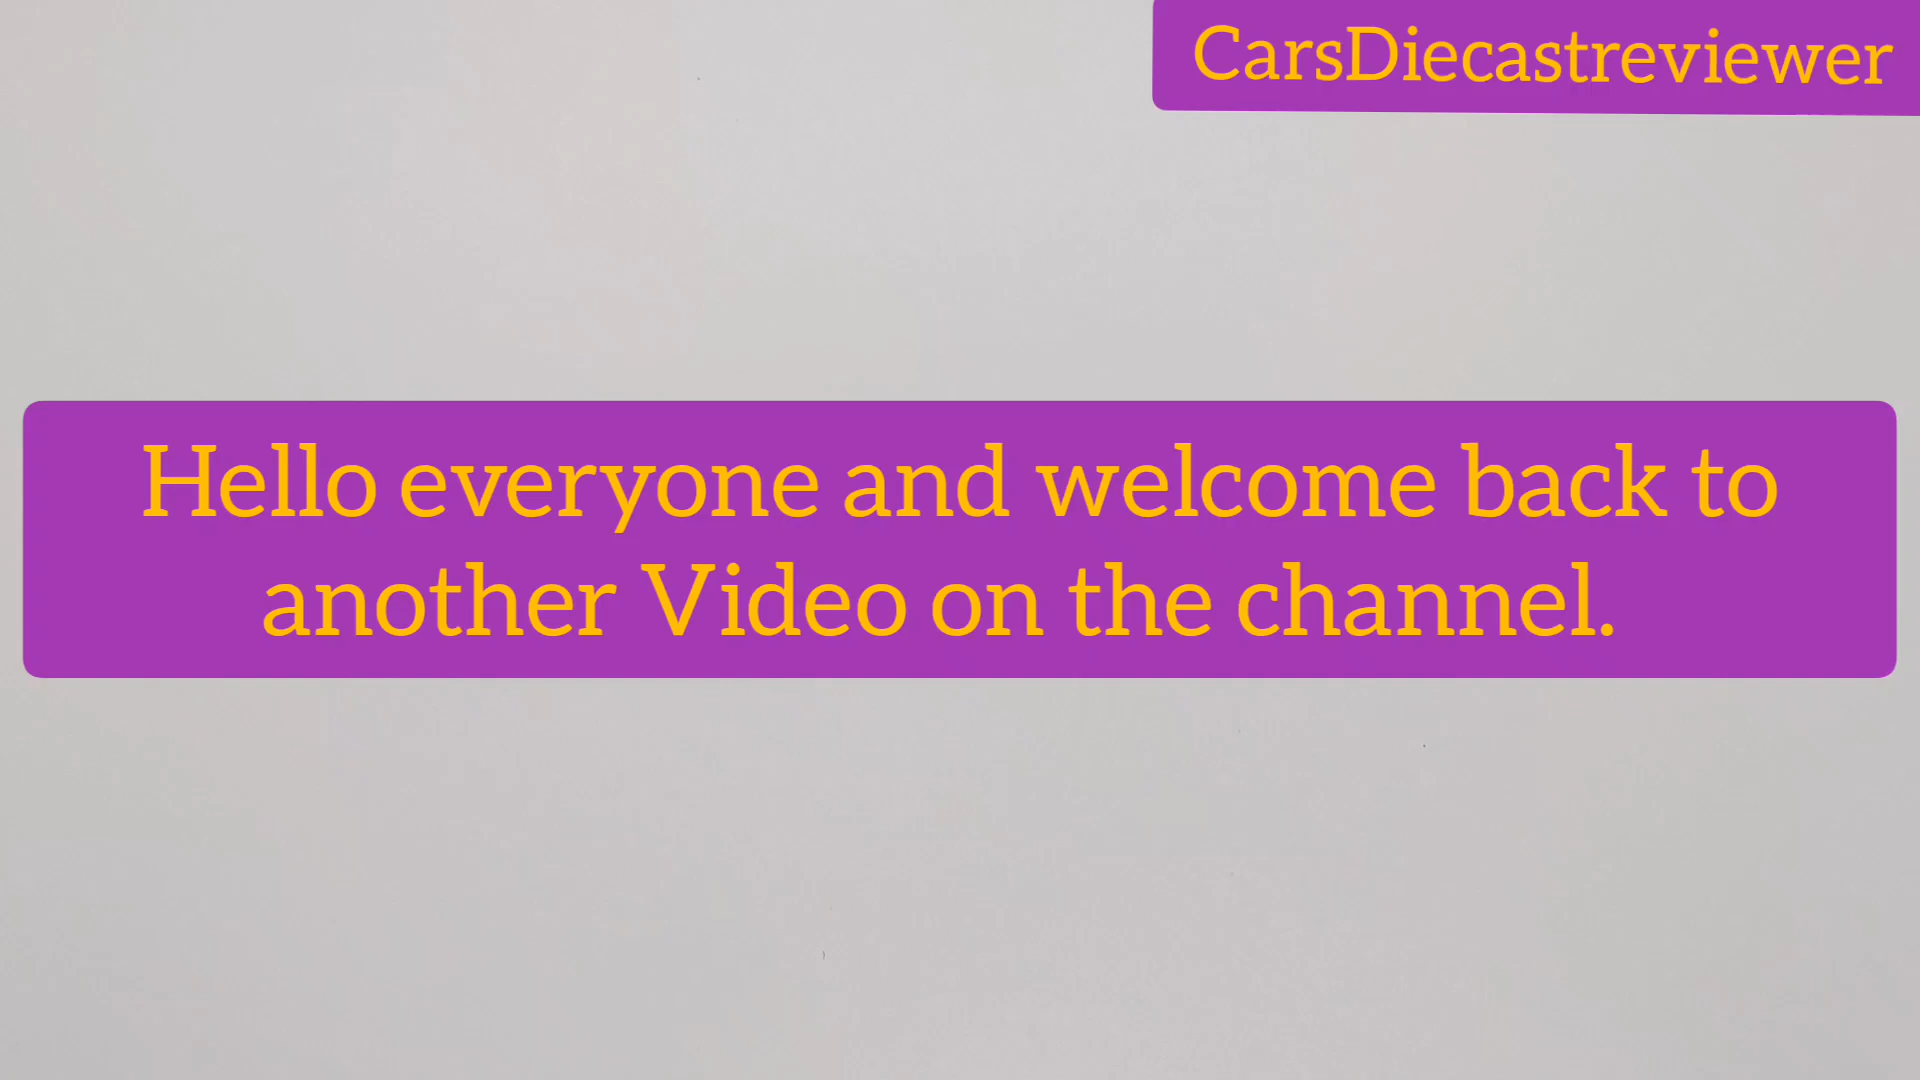 CarsDiecastreviewer
Hello everyone and welcome back to
another Video on the channel.